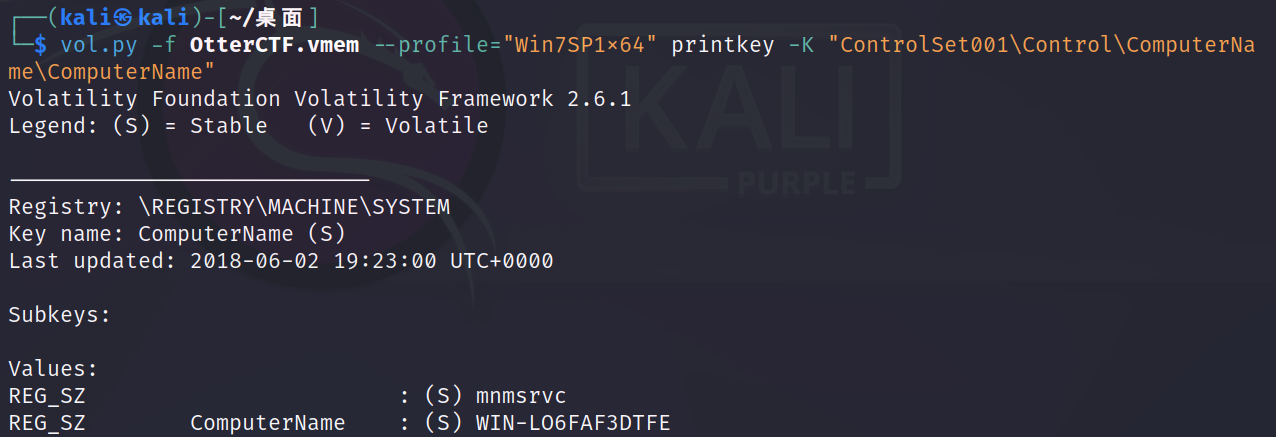 ┌──(kali㉿kali)-[~/桌面]
└─$ vol.py -f OtterCTF.vmem --profile="Win7SP1×64" printkey -K "ControlSet001\Control\ComputerNa
me\ComputerName"
Volatility Foundation Volatility Framework 2.6.1
Legend: (S) = Stable   (V) = Volatile

----------------------------
Registry: \REGISTRY\MACHINE\SYSTEM
Key name: ComputerName (S)
Last updated: 2018-06-02 19:23:00 UTC+0000

Subkeys:

Values:
REG_SZ                        : (S) mnmsrvc
REG_SZ        ComputerName    : (S) WIN-LO6FAF3DTFE
KALI
PURPLE